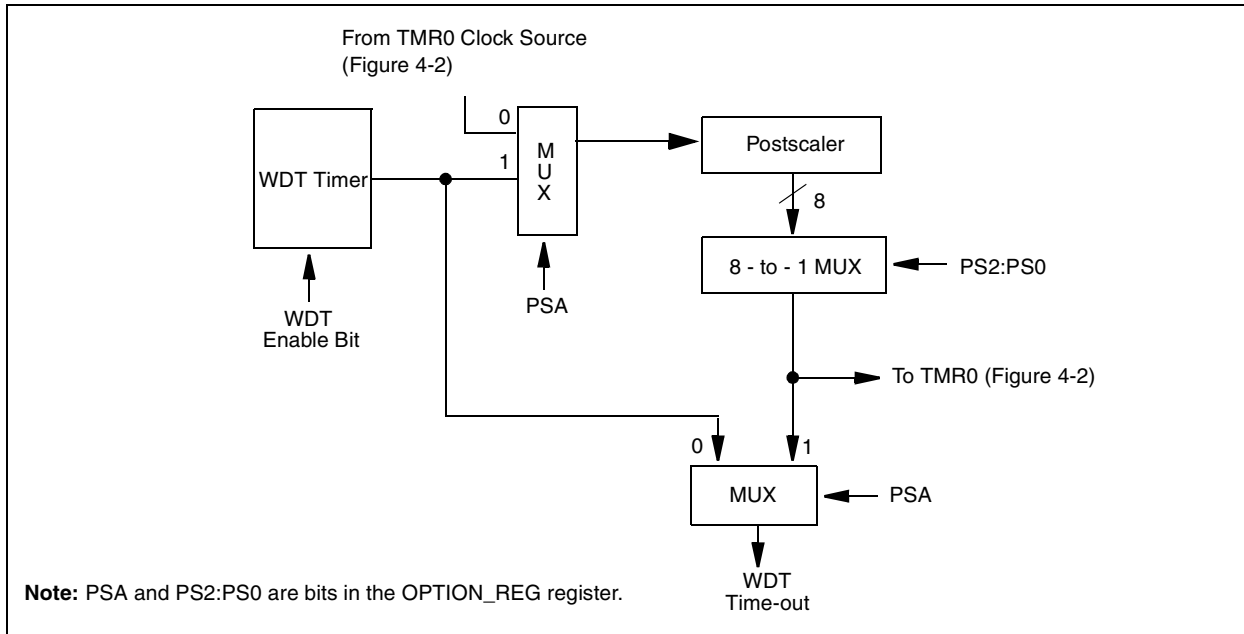 From TMR0 Clock Source
(Figure 4-2)
0
1
M
U
X
WDT Timer
Postscaler
8
8 - to - 1 MUX
PS2:PS0
PSA
WDT
Enable Bit
To TMR0 (Figure 4-2)
0
1
MUX
PSA
WDT
Time-out
Note: PSA and PS2:PS0 are bits in the OPTION_REG register.